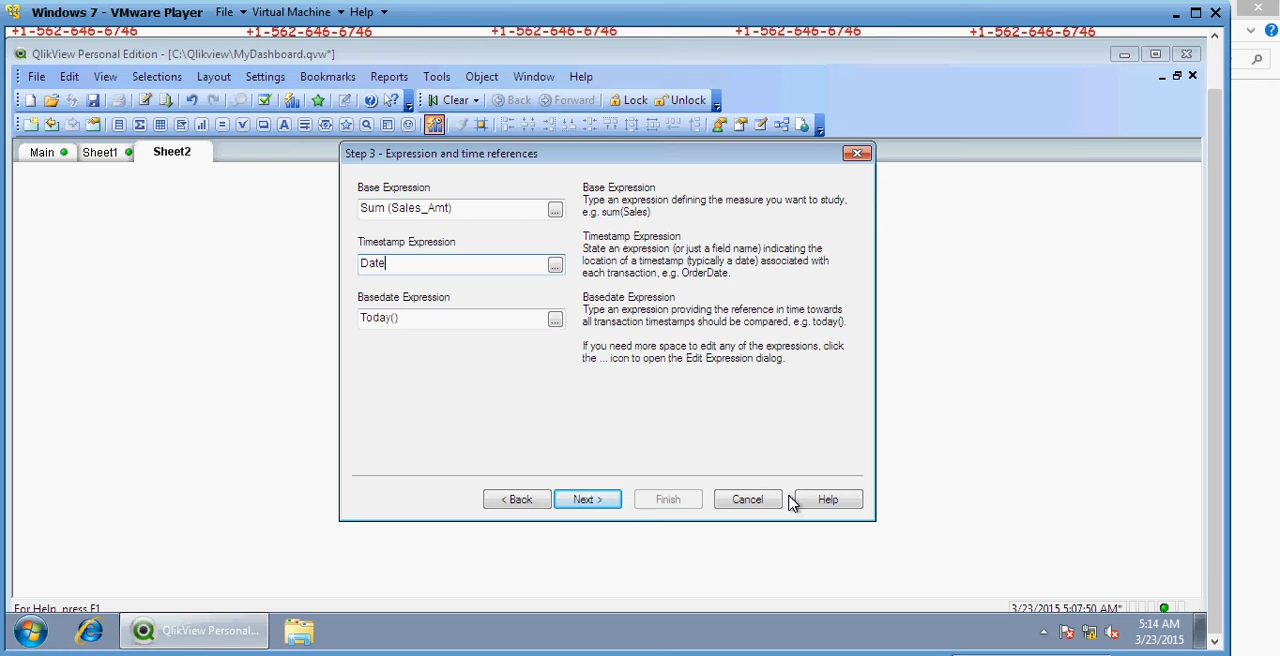 Windows 7 - VMware Player File Virtual Machine Help
+1-562-646-6746 +1-562-646-6746 +1-562-646-6746 +1-562-646-6746 +1-562-646-6746
QlikView Personal Edition - [C:\Qlikview\MyDashboard.qvw*]
File Edit View Selections Layout Settings Bookmarks Reports Tools Object Window Help
Clear Back Forward Lock Unlock
Main Sheet1 Sheet2
Step 3 - Expression and time references
Base Expression
Sum (Sales_Amt)
...
Timestamp Expression
Date
...
Basedate Expression
Today()
...
Base Expression
Type an expression defining the measure you want to study,
e.g. sum(Sales)
Timestamp Expression
State an expression (or just a field name) indicating the
location of a timestamp (typically a date) associated with
each transaction, e.g. OrderDate.
Basedate Expression
Type an expression providing the reference in time towards
all transaction timestamps should be compared, e.g. today().
If you need more space to edit any of the expressions, click
the ... icon to open the Edit Expression dialog.
< Back Next > Finish Cancel Help
For Help, press F1
3/23/2015 5:07:50 AM*
QlikView Personal...
5:14 AM
3/23/2015